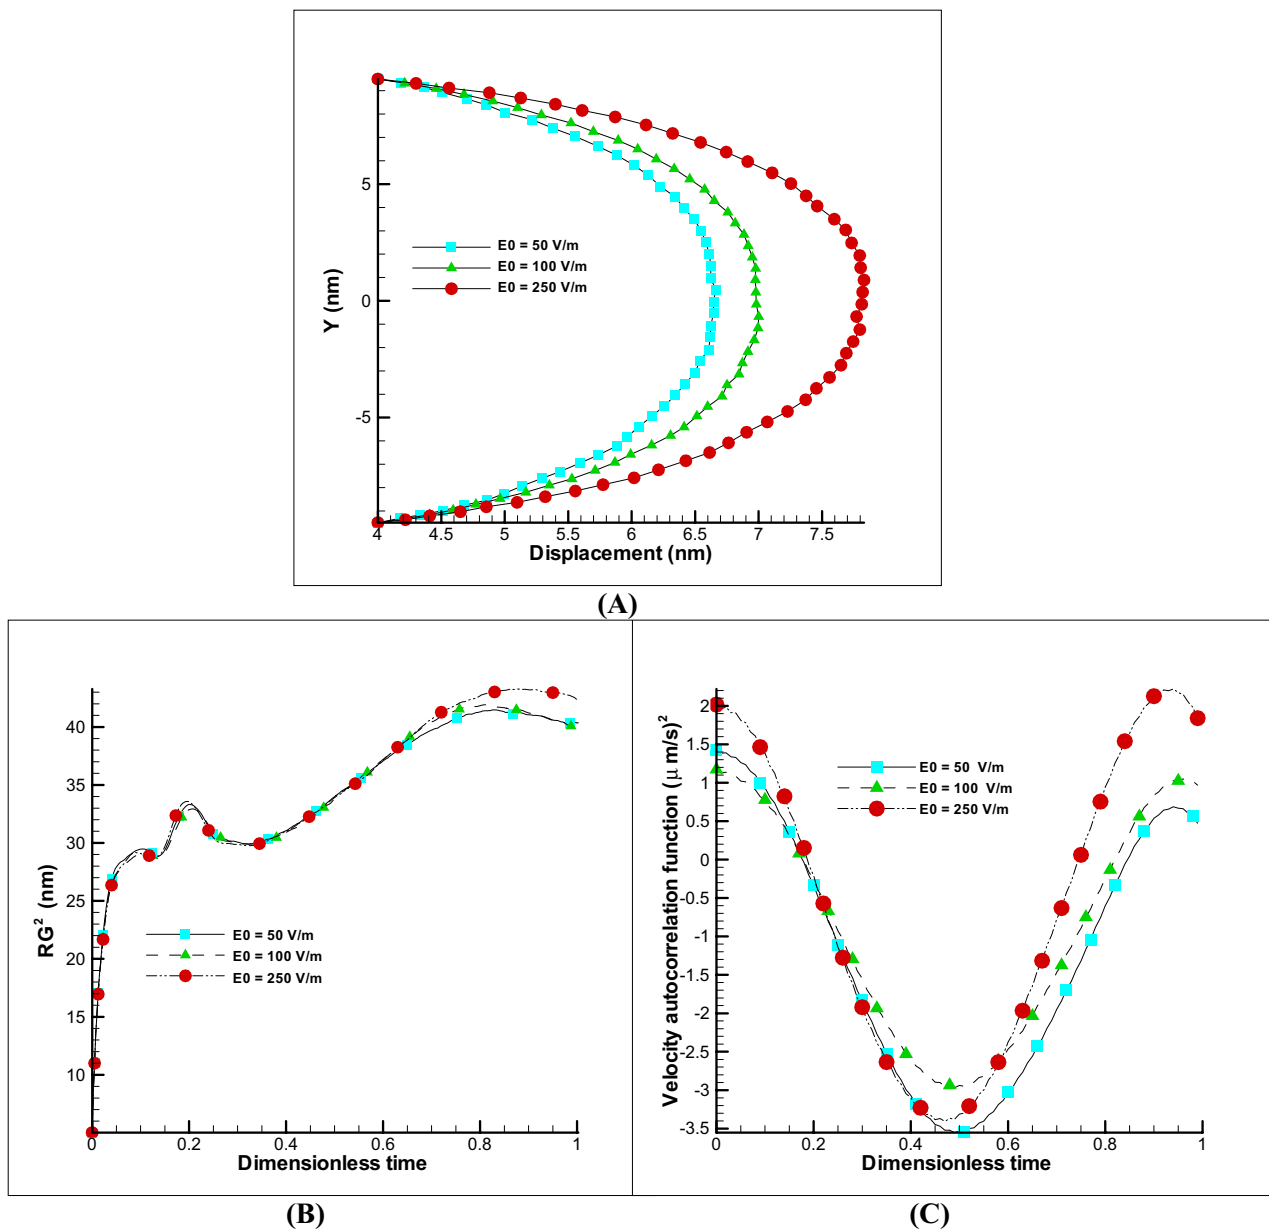 5
0
-5
Y (nm)
E0 = 50 V/m
E0 = 100 V/m
E0 = 250 V/m
4 4.5 5 5.5 6 6.5 7 7.5
Displacement (nm)
(A)
40
35
30
25
20
15
10
RG² (nm)
E0 = 50 V/m
E0 = 100 V/m
E0 = 250 V/m
0 0.2 0.4 0.6 0.8 1
Dimensionless time
(B)
2
1.5
1
0.5
0
-0.5
-1
-1.5
-2
-2.5
-3
-3.5
Velocity autocorrelation function (μ m/s)²
E0 = 50 V/m
E0 = 100 V/m
E0 = 250 V/m
0 0.2 0.4 0.6 0.8 1
Dimensionless time
(C)